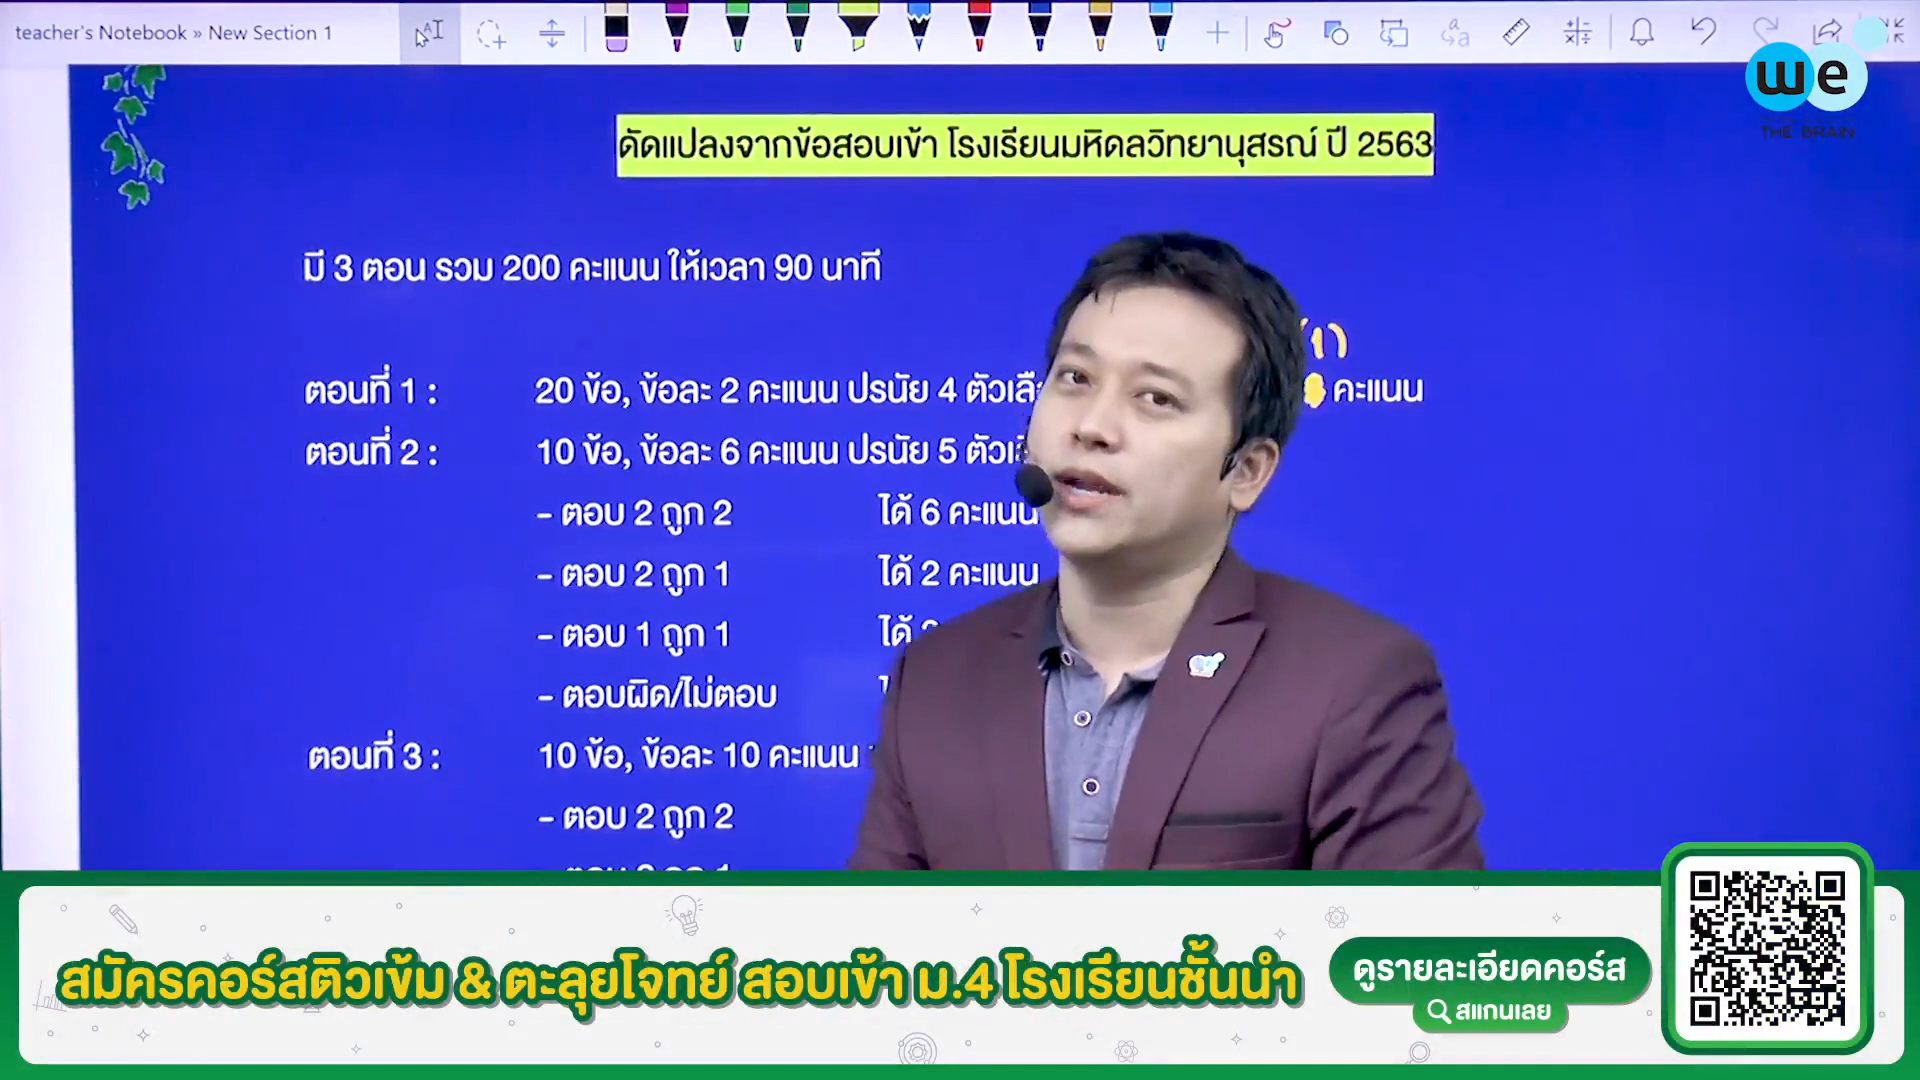 teacher's Notebook » New Section 1
we
THE BRAIN
ดัดแปลงจากข้อสอบเข้า โรงเรียนมหิดลวิทยานุสรณ์ ปี 2563
มี 3 ตอน รวม 200 คะแนน ให้เวลา 90 นาที
(1)
ตอนที่ 1 : 20 ข้อ, ข้อละ 2 คะแนน ปรนัย 4 คะแนน
ตอนที่ 2 : 10 ข้อ, ข้อละ 6 คะแนน ปรนัย 5
- ตอบ 2 ถูก 2 ได้ 6 คะแนน
- ตอบ 2 ถูก 1 ได้ 2 คะแนน
- ตอบ 1 ถูก 1 ได้
- ตอบผิด/ไม่ตอบ
ตอนที่ 3 : 10 ข้อ, ข้อละ 10 คะแนน
- ตอบ 2 ถูก 2
สมัครคอร์สติวเข้ม & ตะลุยโจทย์ สอบเข้า ม.4 โรงเรียนชั้นนำ
ดูรายละเอียดคอร์ส
สแกนเลย